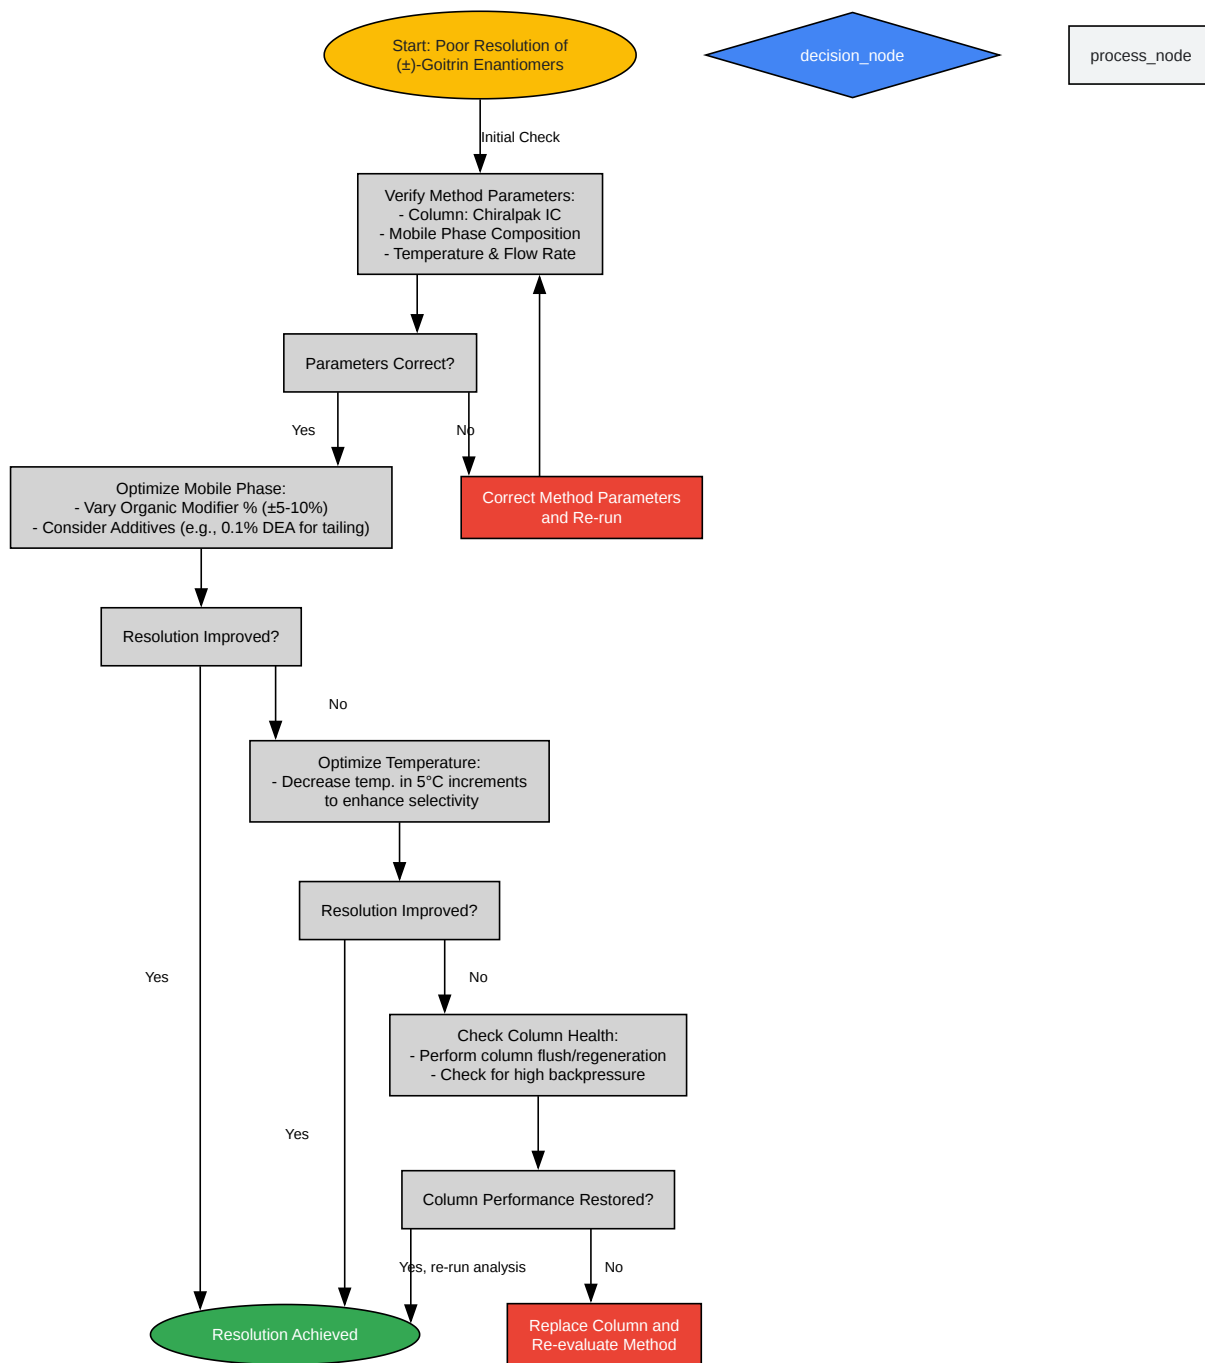 Start: Poor Resolution of
(±)-Goitrin Enantiomers
decision_node
process_node
Initial Check
Verify Method Parameters:
- Column: Chiralpak IC
- Mobile Phase Composition
- Temperature & Flow Rate
Parameters Correct?
Yes
No
Optimize Mobile Phase:
- Vary Organic Modifier % (±5-10%)
- Consider Additives (e.g., 0.1% DEA for tailing)
Correct Method Parameters
and Re-run
Resolution Improved?
No
Optimize Temperature:
- Decrease temp. in 5°C increments
to enhance selectivity
Resolution Improved?
Yes
No
Check Column Health:
- Perform column flush/regeneration
- Check for high backpressure
Yes
Column Performance Restored?
Yes, re-run analysis
No
Resolution Achieved
Replace Column and
Re-evaluate Method